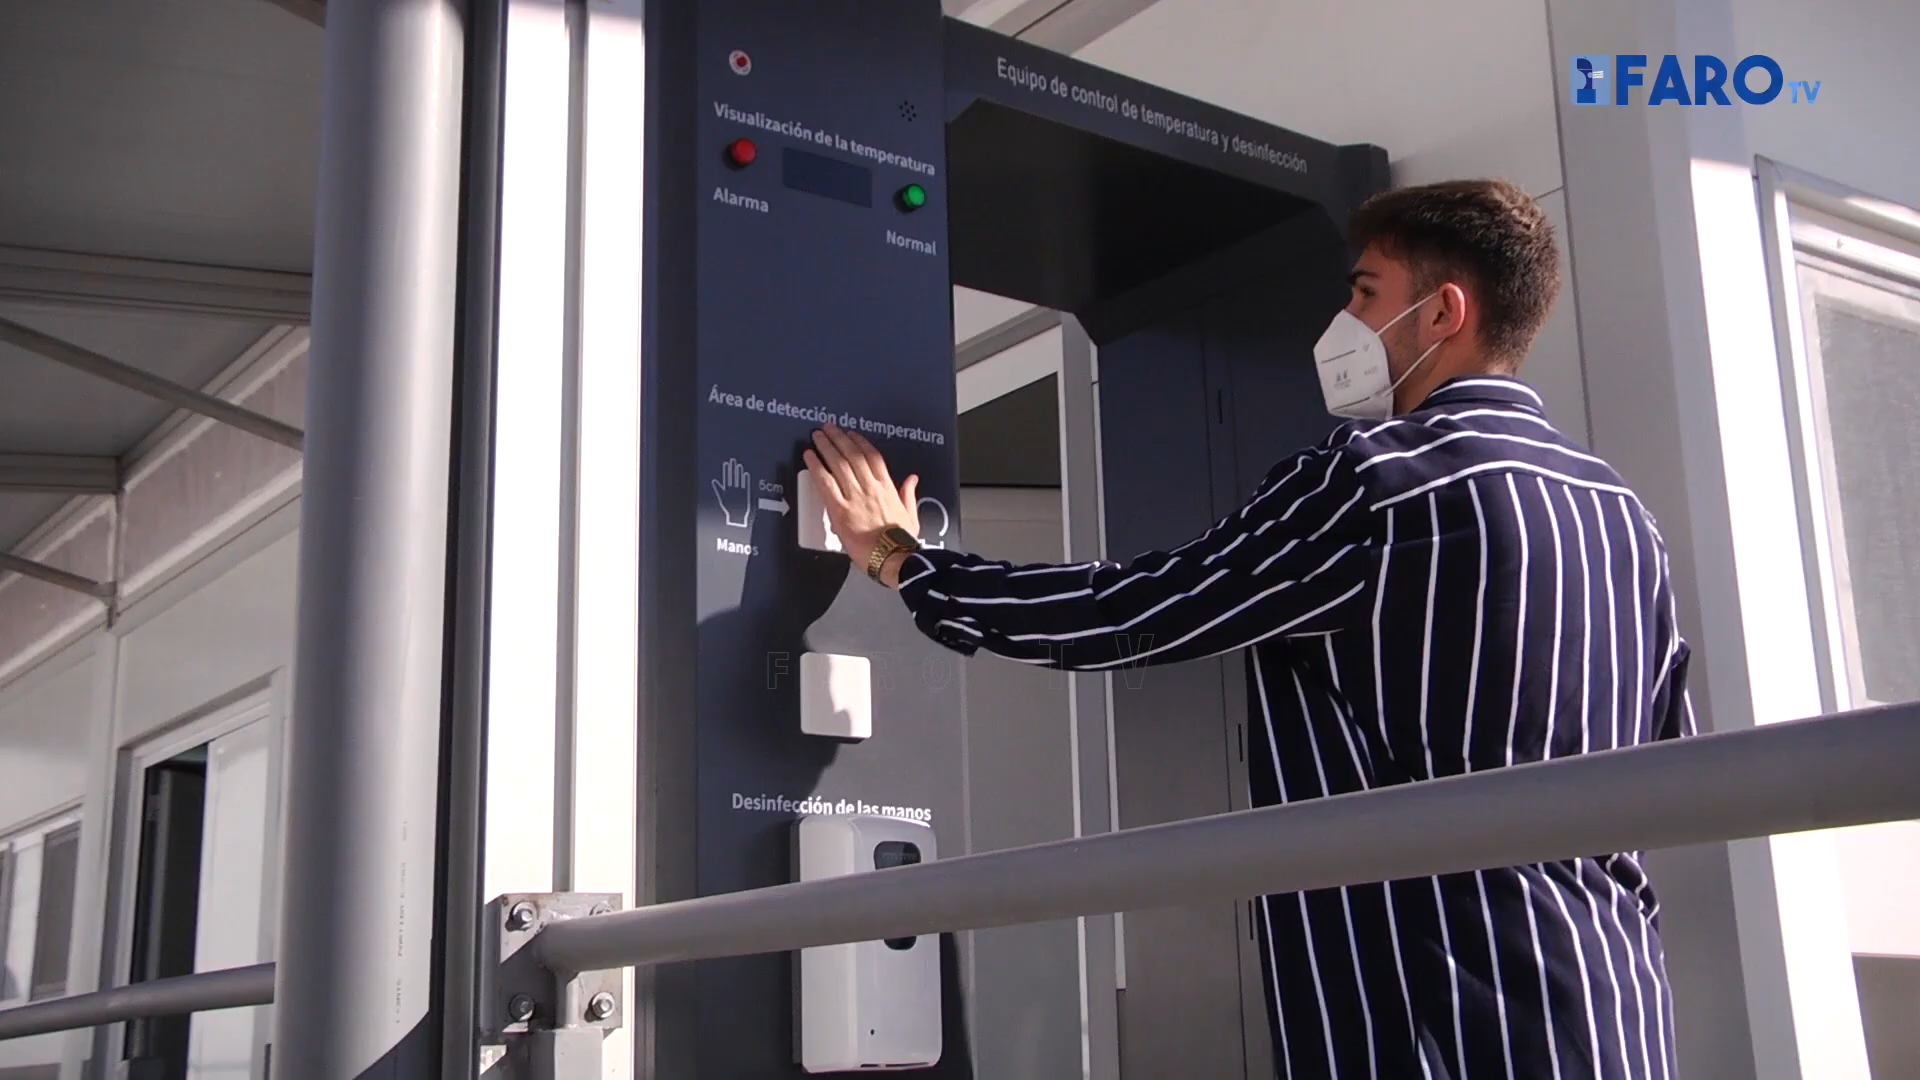 FARO TV
Equipo de control de temperatura y desinfección
Visualización de la temperatura
Alarma
Normal
Área de detección de temperatura
5cm
Manos
FARO TV
Desinfección de las manos